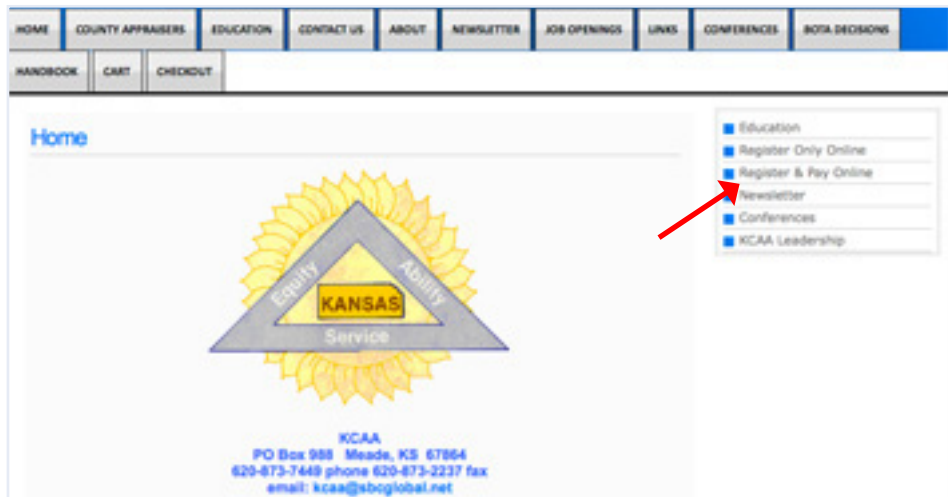 HOME COUNTY APPRAISERS EDUCATION CONTACT US ABOUT NEWSLETTER JOB OPENINGS LINKS CONFERENCES BOTA DECISIONS
HANDBOOK CART CHECKOUT
Home
Education
Register Only Online
Register & Pay Online
Newsletter
Conferences
KCAA Leadership
Equity Ability
KANSAS
Service
KCAA
PO Box 988 Meade, KS 67864
620-873-7449 phone 620-873-2237 fax
email: kcaa@sbcglobal.net